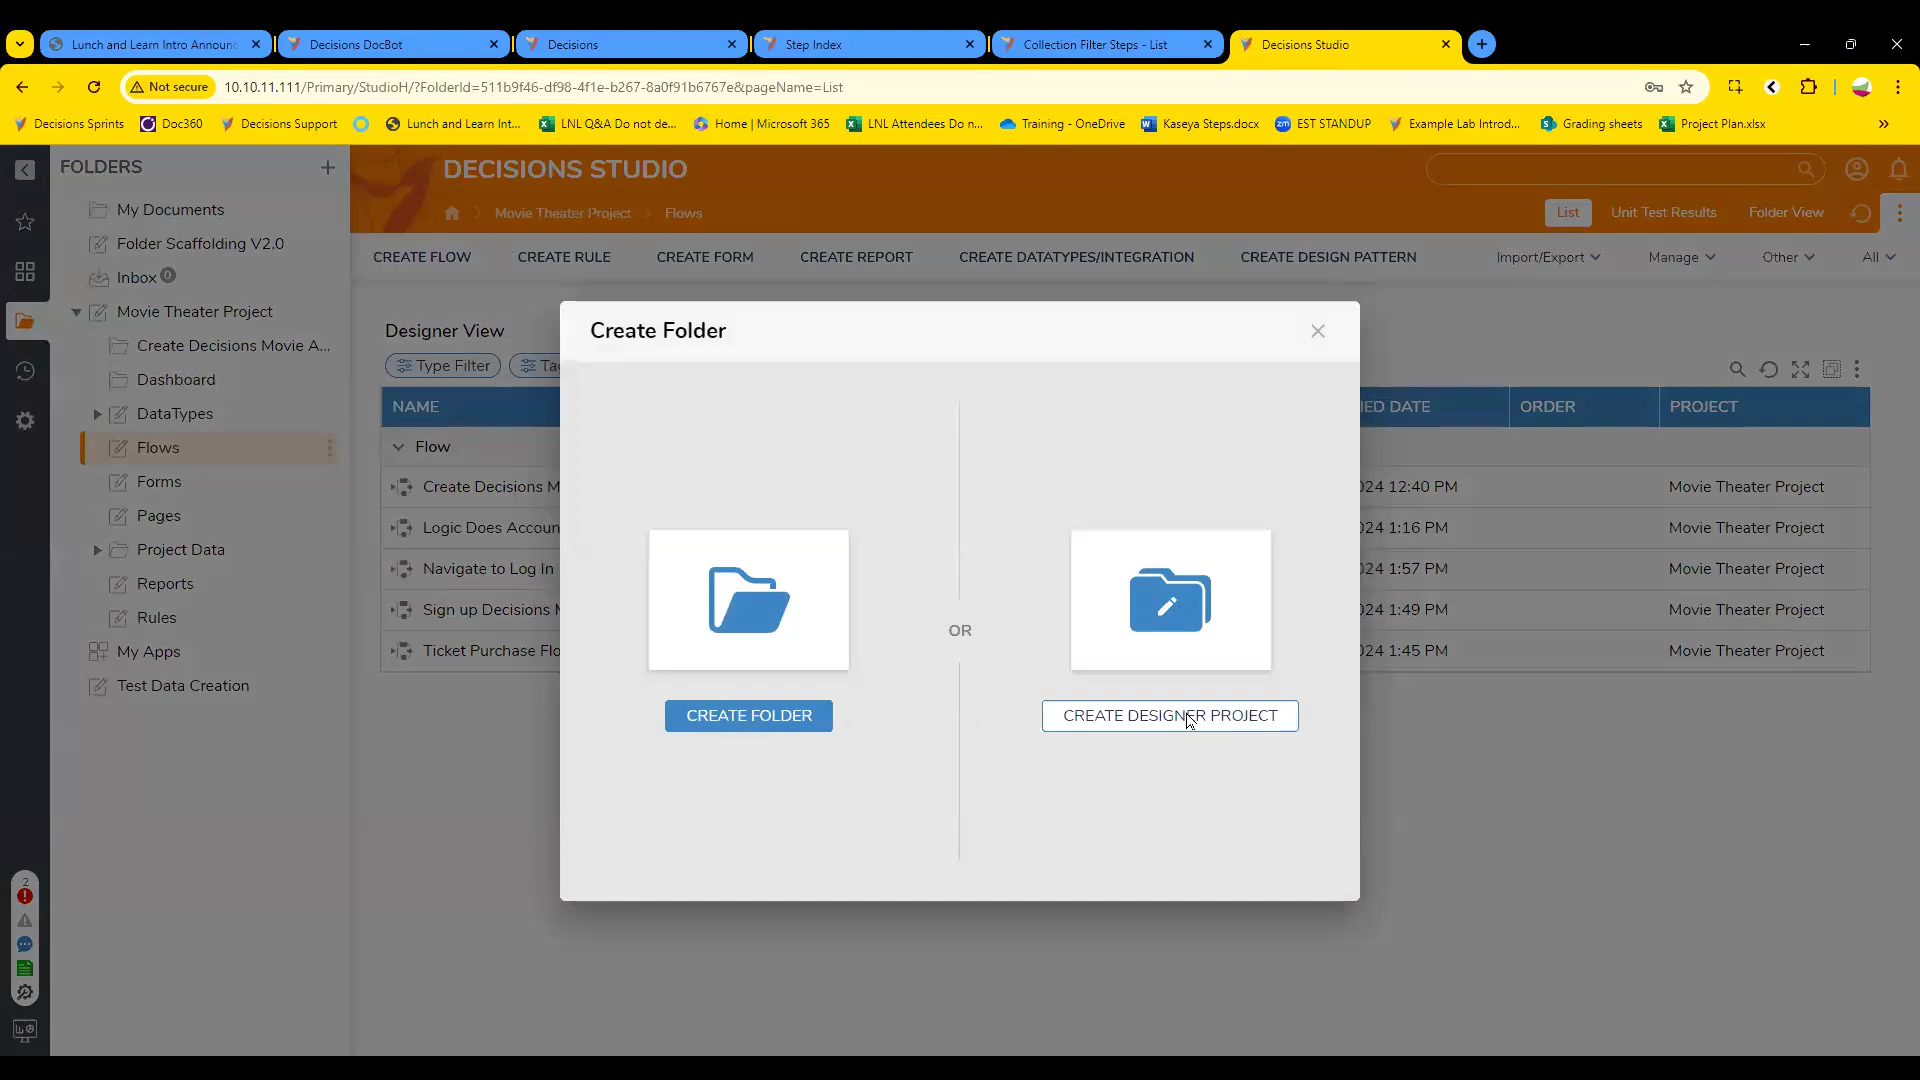 Lunch and Learn Intro Announc
Decisions DocBot
Decisions
Step Index
Collection Filter Steps - List
Decisions Studio
Not secure
10.10.11.111/Primary/StudioH/?FolderId=511b9f46-df98-4f1e-b267-8a0f91b6767e&pageName=List
Decisions Sprints
Doc360
Decisions Support
Lunch and Learn Int...
LNL Q&A Do not de...
Home | Microsoft 365
LNL Attendees Do n...
Training - OneDrive
Kaseya Steps.docx
EST STANDUP
Example Lab Introd...
Grading sheets
Project Plan.xlsx
FOLDERS
My Documents
Folder Scaffolding V2.0
Inbox 0
Movie Theater Project
Create Decisions Movie A...
Dashboard
DataTypes
Flows
Forms
Pages
Project Data
Reports
Rules
My Apps
Test Data Creation
2
DECISIONS STUDIO
Movie Theater Project
Flows
List
Unit Test Results
Folder View
CREATE FLOW
CREATE RULE
CREATE FORM
CREATE REPORT
CREATE DATATYPES/INTEGRATION
CREATE DESIGN PATTERN
Import/Export
Manage
Other
All
Designer View
Type Filter
Tag
NAME
IED DATE
ORDER
PROJECT
Flow
Create Decisions M
024 12:40 PM
Movie Theater Project
Logic Does Accoun
024 1:16 PM
Movie Theater Project
Navigate to Log In
024 1:57 PM
Movie Theater Project
Sign up Decisions M
024 1:49 PM
Movie Theater Project
Ticket Purchase Flo
024 1:45 PM
Movie Theater Project
Create Folder
OR
CREATE FOLDER
CREATE DESIGNER PROJECT